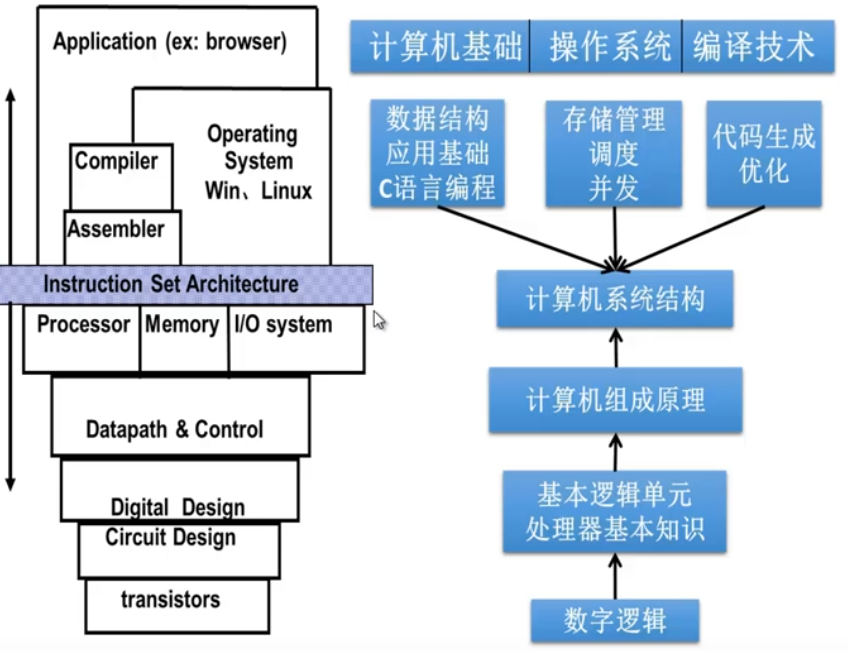 Application (ex: browser)
Operating
System
Win、Linux
Compiler
Assembler
Instruction Set Architecture
Processor
Memory
I/O system
Datapath & Control
Digital Design
Circuit Design
transistors
计算机基础
操作系统
编译技术
数据结构
应用基础
C语言编程
存储管理
调度
并发
代码生成
优化
计算机系统结构
计算机组成原理
基本逻辑单元
处理器基本知识
数字逻辑